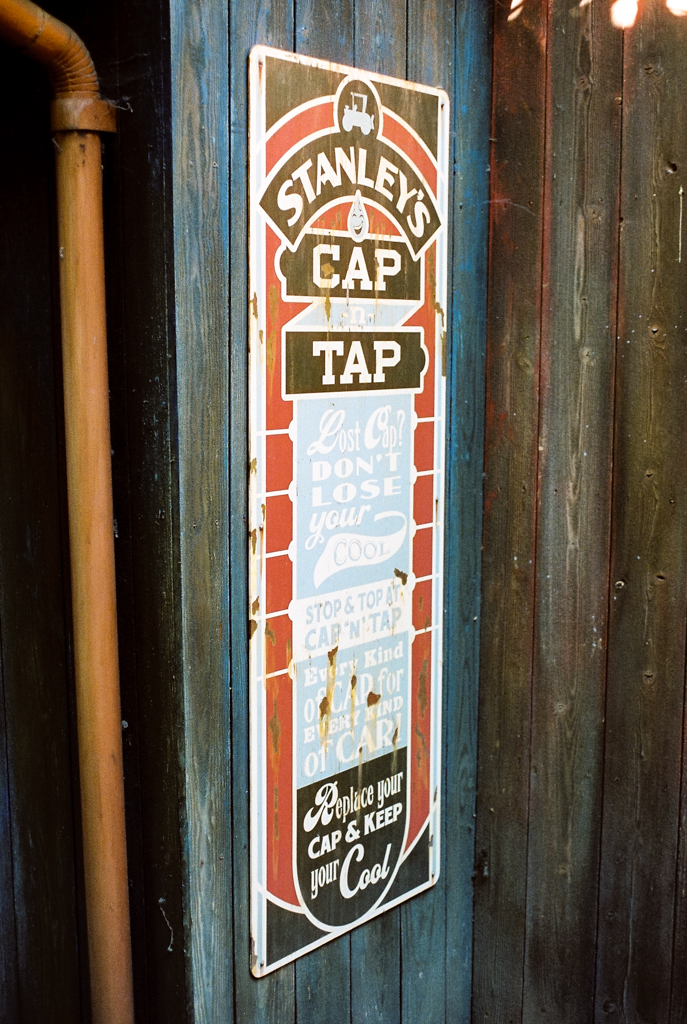 STANLEY'S
CAP
-n-
TAP
Lost Cap?
DON'T
LOSE
your
COOL
STOP & TOP AT
CAP 'N' TAP
Every Kind
of CAP for
EVERY KIND
of CAR!
Replace your
CAP & KEEP
your Cool